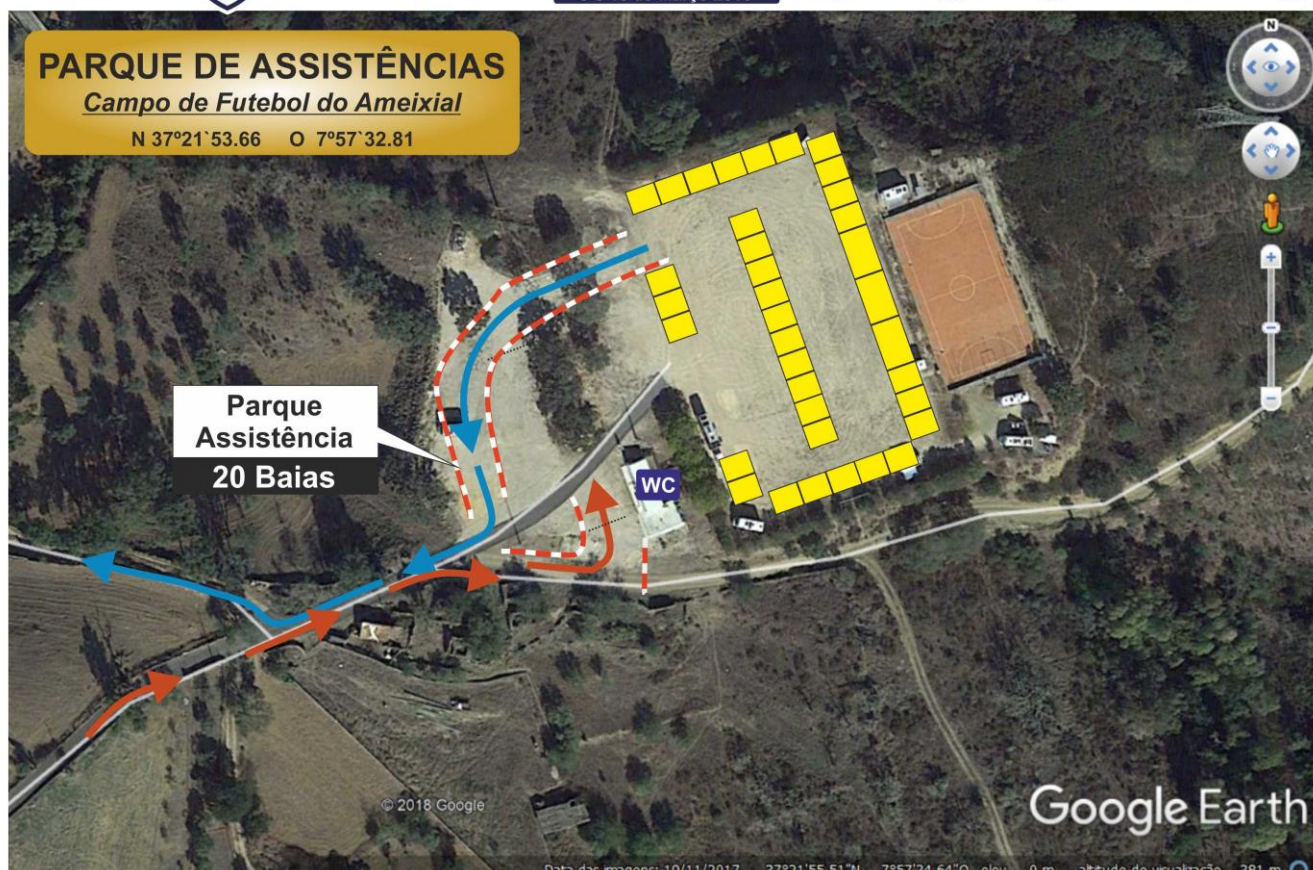 PARQUE DE ASSISTÊNCIAS
Campo de Futebol do Ameixial
N 37º21`53.66 O 7º57`32.81
N
Parque
Assistência
20 Baias
WC
© 2018 Google
Google Earth